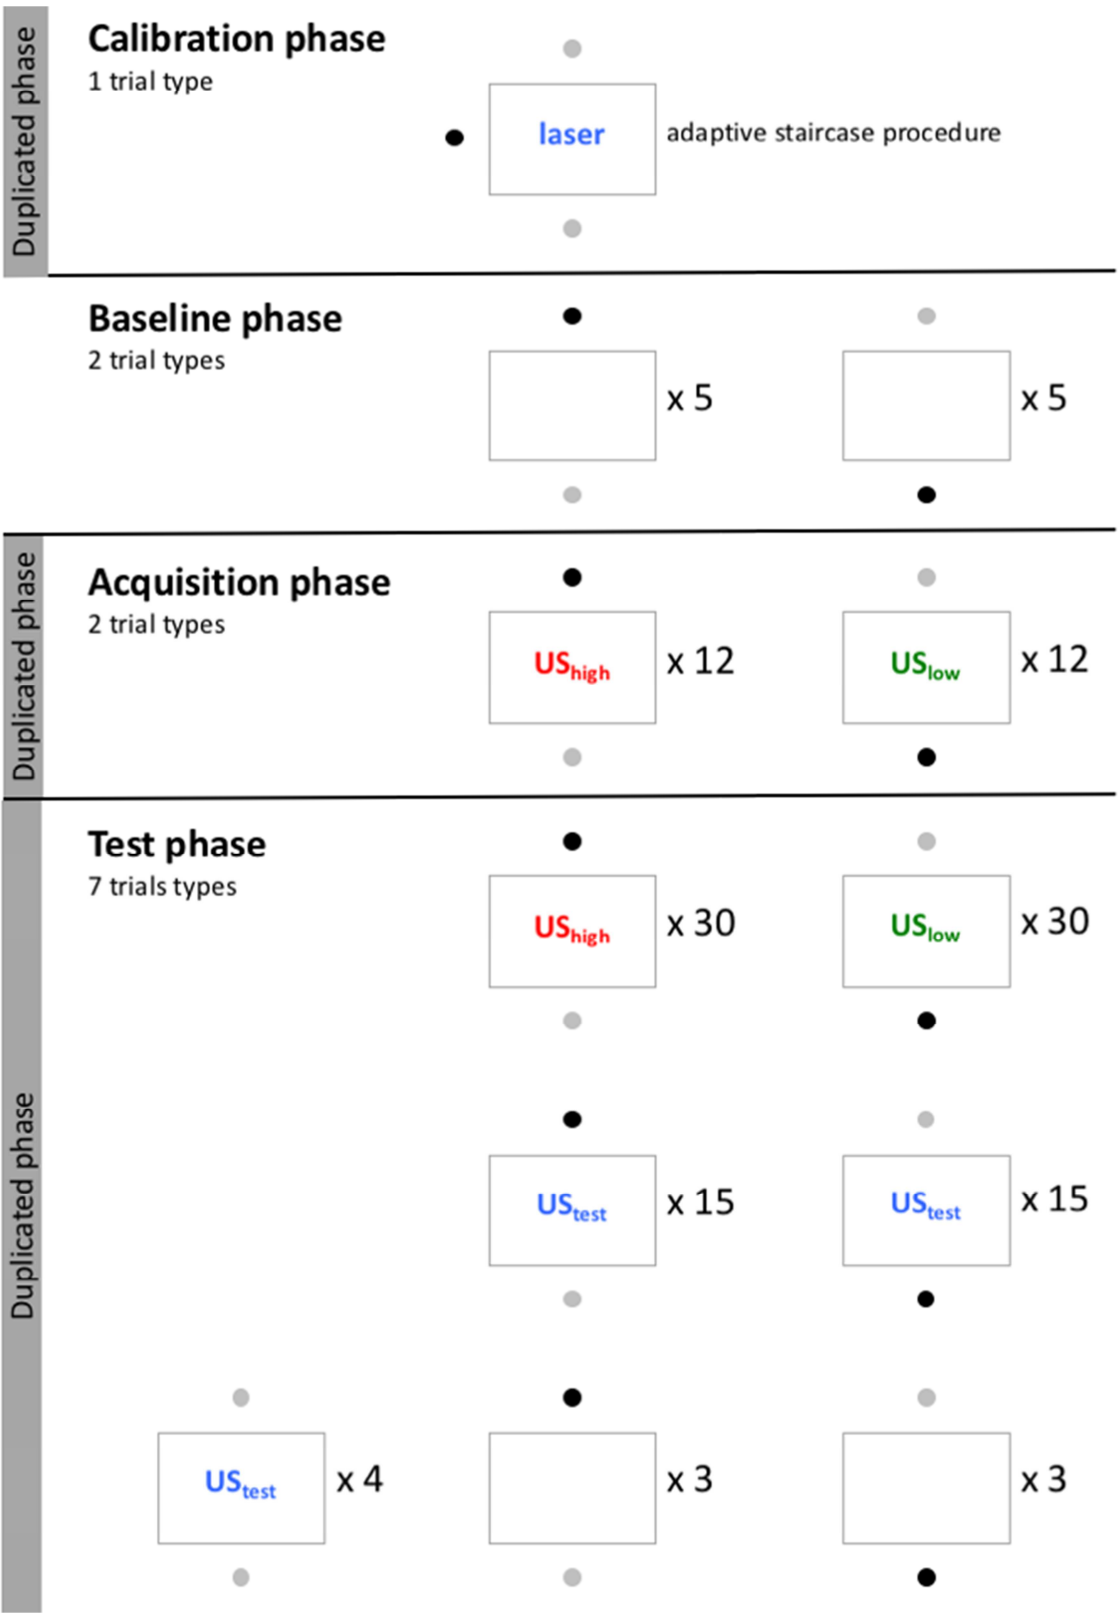 Duplicated phase
Calibration phase
1 trial type
laser
adaptive staircase procedure
Baseline phase
2 trial types
x 5
x 5
Duplicated phase
Acquisition phase
2 trial types
UShigh
x 12
USlow
x 12
Duplicated phase
Test phase
7 trials types
UShigh
x 30
USlow
x 30
UStest
x 15
UStest
x 15
UStest
x 4
x 3
x 3